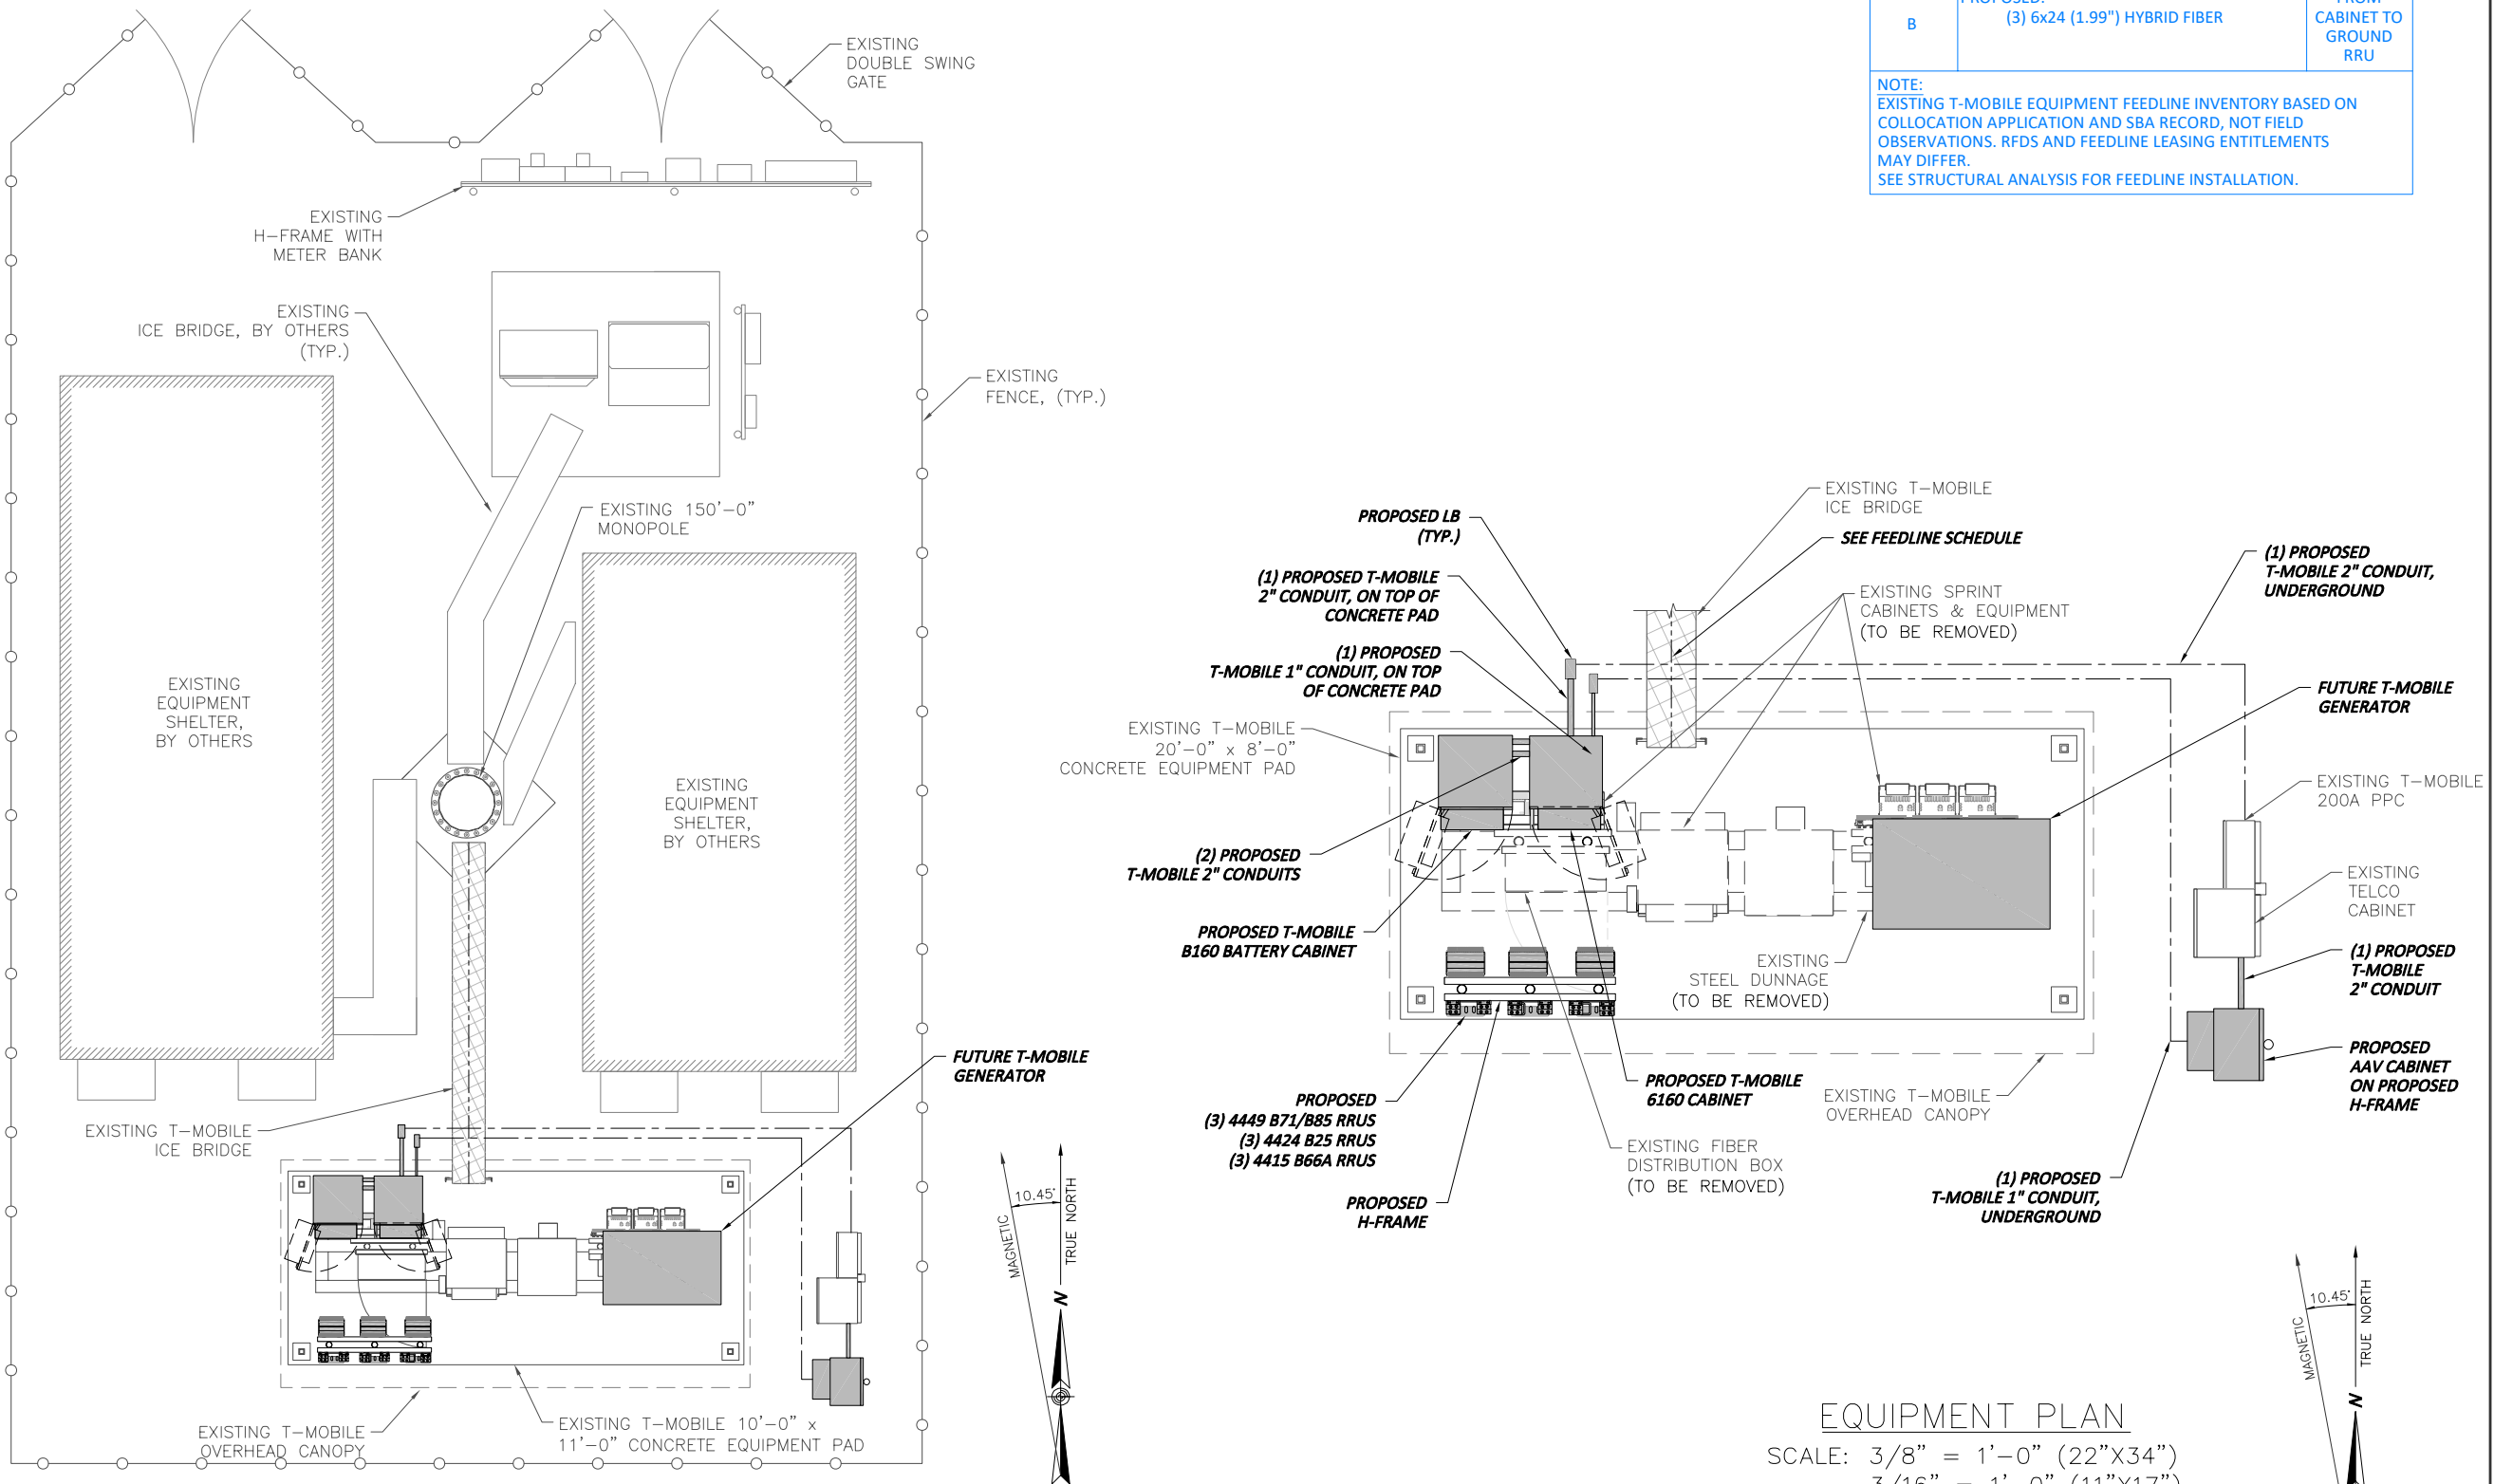 EXISTING
DOUBLE SWING
GATE
EXISTING
H-FRAME WITH
METER BANK
EXISTING
ICE BRIDGE, BY OTHERS
(TYP.)
EXISTING
FENCE, (TYP.)
EXISTING 150'-0"
MONOPOLE
EXISTING
EQUIPMENT
SHELTER,
BY OTHERS
EXISTING
EQUIPMENT
SHELTER,
BY OTHERS
FUTURE T-MOBILE
GENERATOR
EXISTING T-MOBILE
ICE BRIDGE
EXISTING T-MOBILE
OVERHEAD CANOPY
EXISTING T-MOBILE 10'-0" x
11'-0" CONCRETE EQUIPMENT PAD
10.45°
MAGNETIC
TRUE NORTH
N
B
PROPOSED:
(3) 6x24 (1.99") HYBRID FIBER
FROM
CABINET TO
GROUND
RRU
NOTE:
EXISTING T-MOBILE EQUIPMENT FEEDLINE INVENTORY BASED ON
COLLOCATION APPLICATION AND SBA RECORD, NOT FIELD
OBSERVATIONS. RFDS AND FEEDLINE LEASING ENTITLEMENTS
MAY DIFFER.
SEE STRUCTURAL ANALYSIS FOR FEEDLINE INSTALLATION.
EXISTING T-MOBILE
ICE BRIDGE
SEE FEEDLINE SCHEDULE
PROPOSED LB
(TYP.)
(1) PROPOSED T-MOBILE
2" CONDUIT, ON TOP OF
CONCRETE PAD
(1) PROPOSED
T-MOBILE 1" CONDUIT, ON TOP
OF CONCRETE PAD
EXISTING T-MOBILE
20'-0" x 8'-0"
CONCRETE EQUIPMENT PAD
(2) PROPOSED
T-MOBILE 2" CONDUITS
PROPOSED T-MOBILE
B160 BATTERY CABINET
EXISTING SPRINT
CABINETS & EQUIPMENT
(TO BE REMOVED)
(1) PROPOSED
T-MOBILE 2" CONDUIT,
UNDERGROUND
FUTURE T-MOBILE
GENERATOR
EXISTING T-MOBILE
200A PPC
EXISTING
TELCO
CABINET
(1) PROPOSED
T-MOBILE
2" CONDUIT
PROPOSED
AAV CABINET
ON PROPOSED
H-FRAME
EXISTING
STEEL DUNNAGE
(TO BE REMOVED)
PROPOSED
(3) 4449 B71/B85 RRUS
(3) 4424 B25 RRUS
(3) 4415 B66A RRUS
PROPOSED
H-FRAME
PROPOSED T-MOBILE
6160 CABINET
EXISTING FIBER
DISTRIBUTION BOX
(TO BE REMOVED)
EXISTING T-MOBILE
OVERHEAD CANOPY
(1) PROPOSED
T-MOBILE 1" CONDUIT,
UNDERGROUND
10.45°
MAGNETIC
TRUE NORTH
N
EQUIPMENT PLAN
SCALE: 3/8" = 1'-0" (22"X34")
3/16" = 1'-0" (11"X17")